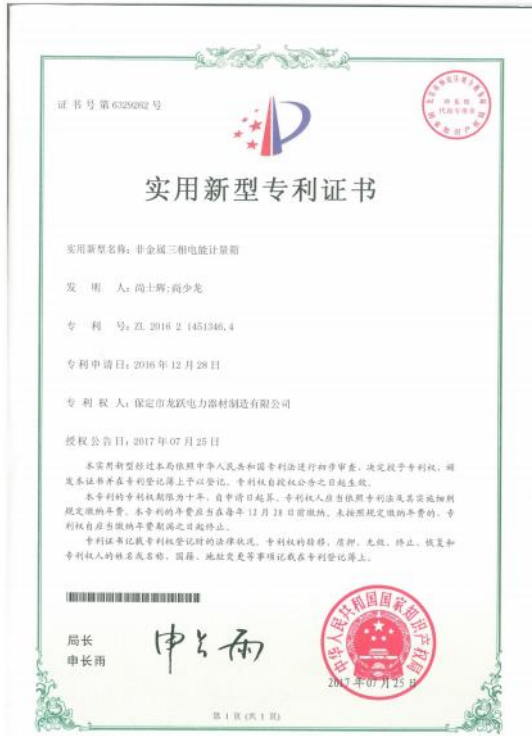 证书号第6329262号
实用新型专利证书
实用新型名称：非金属三相电能计量箱
发明人：尚士辉;尚少龙
专利号：ZL 2016 2 1451346.4
专利申请日：2016年12月28日
专利权人：保定市龙跃电力器材制造有限公司
授权公告日：2017年07月25日
本实用新型经过本局依照中华人民共和国专利法进行初步审查，决定授予专利权，颁
发本证书并在专利登记簿上予以登记。专利权自授权公告之日起生效。
本专利的专利权期限为十年，自申请日起算。专利权人应当依照专利法及其实施细则
规定缴纳年费。本专利的年费应当在每年12月28日前缴纳。未按照规定缴纳年费的，专
利权自应当缴纳年费期满之日起终止。
专利证书记载专利权登记时的法律状况。专利权的转移、质押、无效、终止、恢复和
专利权人的姓名或名称、国籍、地址变更等事项记载在专利登记簿上。
局长
申长雨
申长雨
中华人民共和国国家知识产权局
2017年07月25日
第1页(共1页)